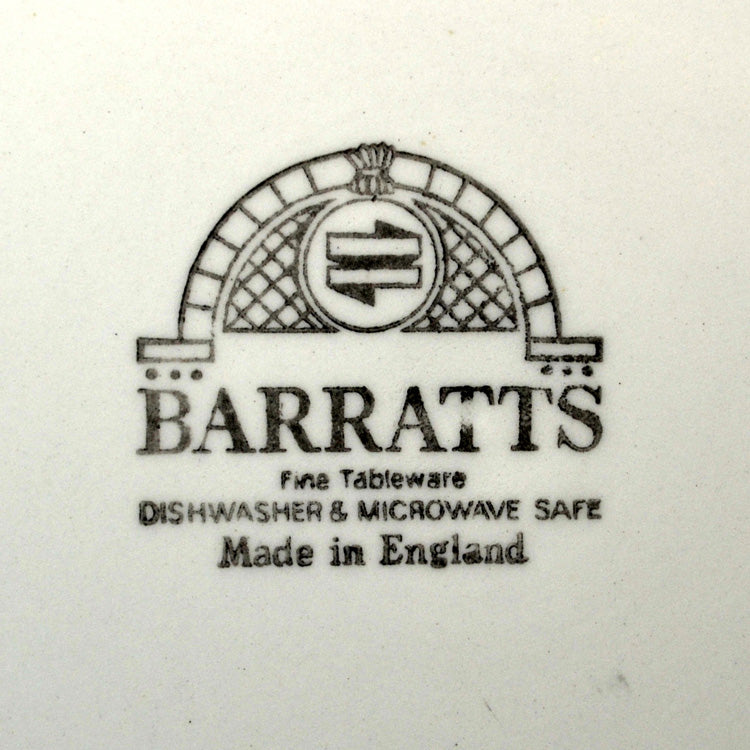 BARRATTS
Fine Tableware
DISHWASHER & MICROWAVE SAFE
Made in England